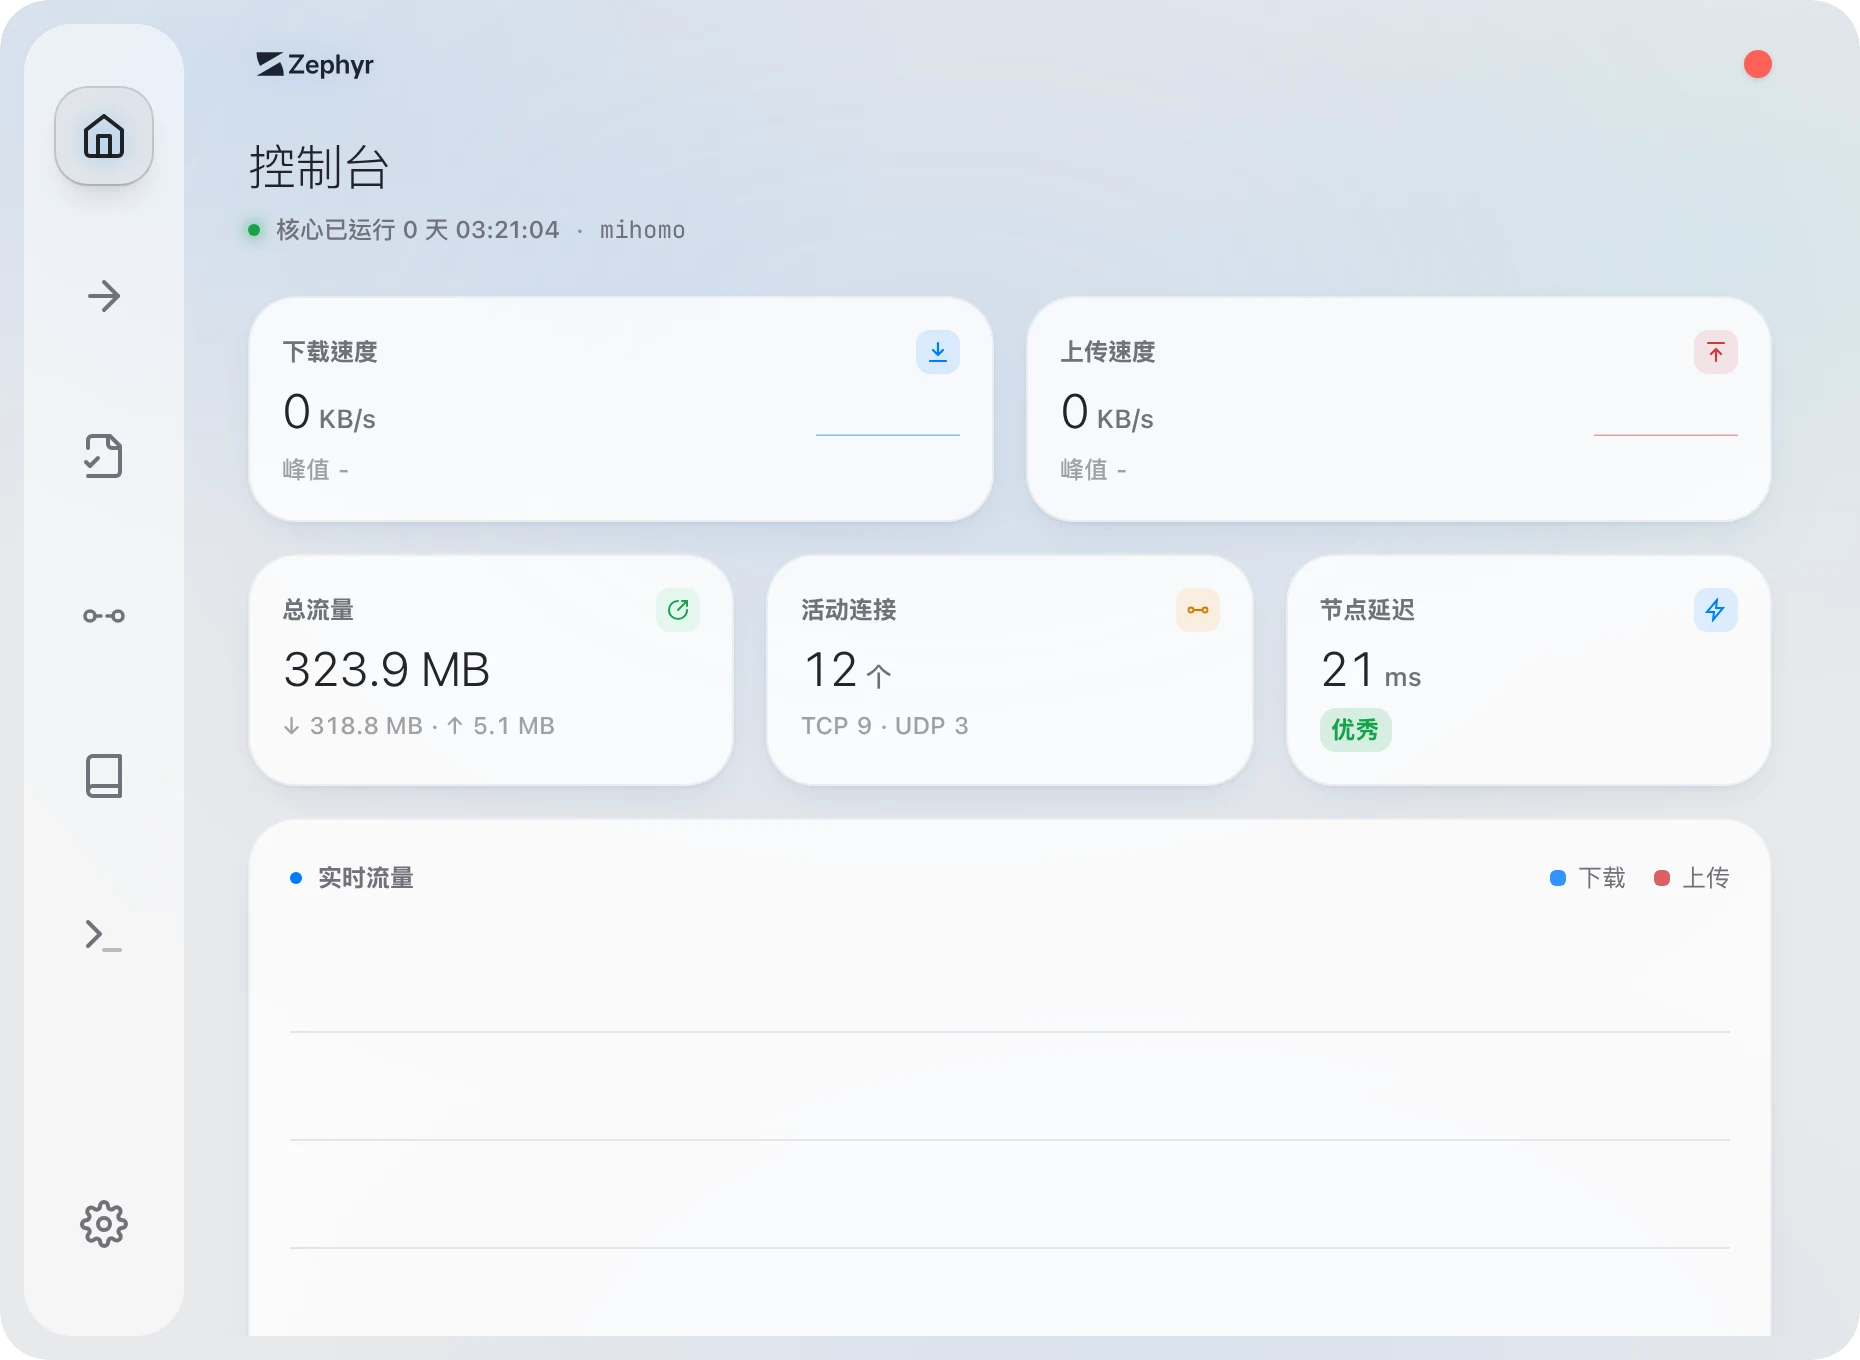 Zephyr
控制台
核心已运行 0 天 03:21:04 · mihomo
下载速度
0 KB/s
峰值 -
上传速度
0 KB/s
峰值 -
总流量
323.9 MB
↓ 318.8 MB · ↑ 5.1 MB
活动连接
12 个
TCP 9 · UDP 3
节点延迟
21 ms
优秀
实时流量
下载 上传